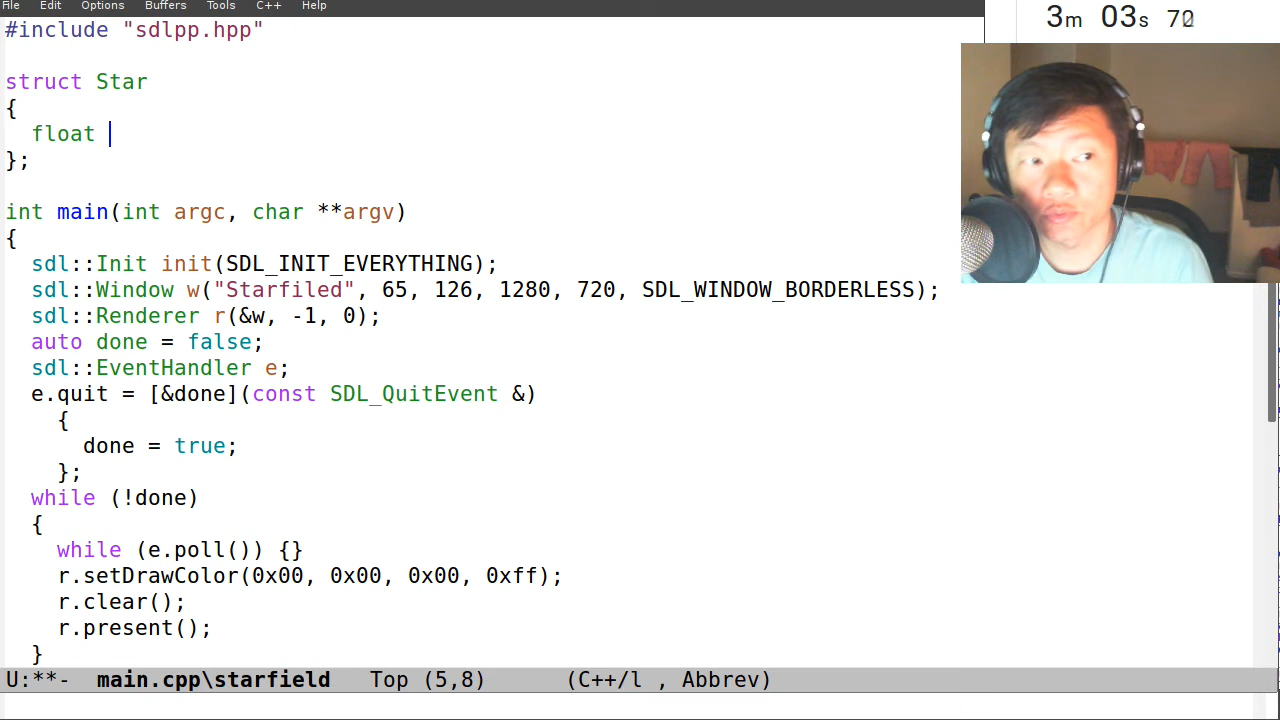 File Edit Options Buffers Tools C++ Help
3m 03s 70
#include "sdlpp.hpp"
struct Star
{
  float
};
int main(int argc, char **argv)
{
  sdl::Init init(SDL_INIT_EVERYTHING);
  sdl::Window w("Starfiled", 65, 126, 1280, 720, SDL_WINDOW_BORDERLESS);
  sdl::Renderer r(&w, -1, 0);
  auto done = false;
  sdl::EventHandler e;
  e.quit = [&done](const SDL_QuitEvent &)
    {
      done = true;
    };
  while (!done)
  {
    while (e.poll()) {}
    r.setDrawColor(0x00, 0x00, 0x00, 0xff);
    r.clear();
    r.present();
  }
U:**-  main.cpp\starfield   Top (5,8)      (C++/l , Abbrev)